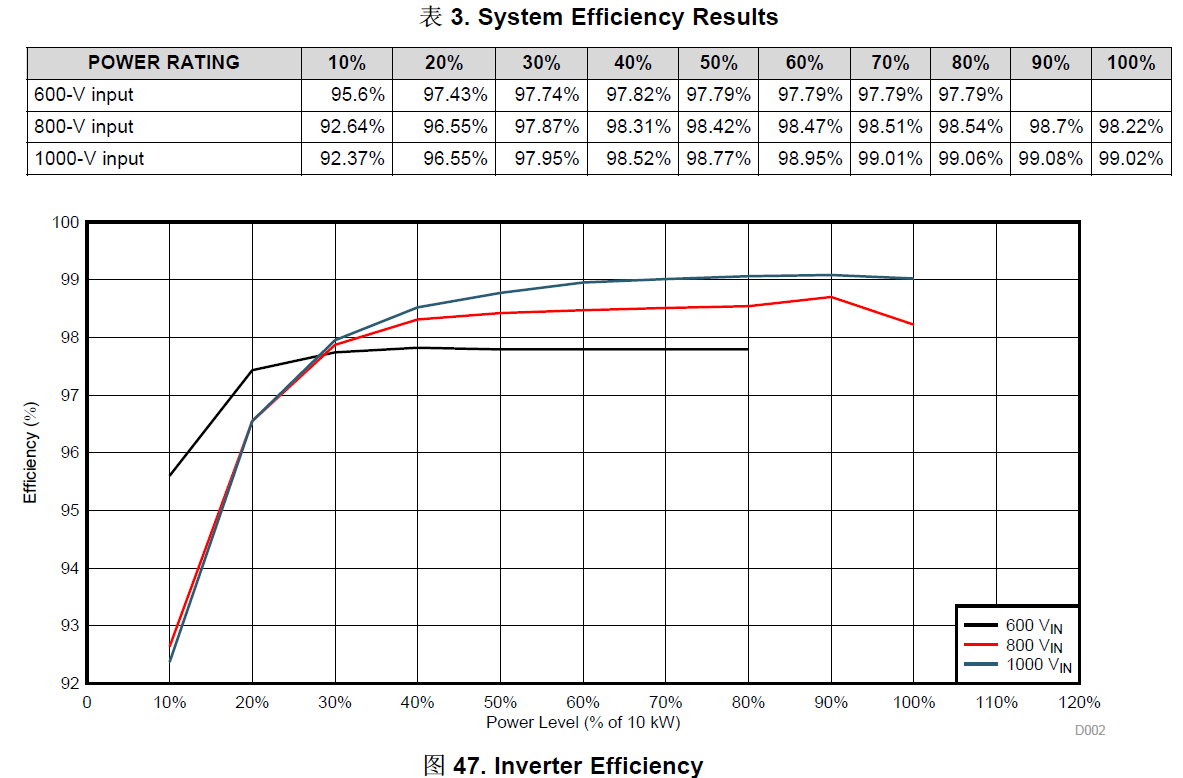 表 3. System Efficiency Results
POWER RATING 10% 20% 30% 40% 50% 60% 70% 80% 90% 100%
600-V input 95.6% 97.43% 97.74% 97.82% 97.79% 97.79% 97.79% 97.79%
800-V input 92.64% 96.55% 97.87% 98.31% 98.42% 98.47% 98.51% 98.54% 98.7% 98.22%
1000-V input 92.37% 96.55% 97.95% 98.52% 98.77% 98.95% 99.01% 99.06% 99.08% 99.02%
100
99
98
97
96
95
94
93
92
Efficiency (%)
600 VIN
800 VIN
1000 VIN
0 10% 20% 30% 40% 50% 60% 70% 80% 90% 100% 110% 120%
Power Level (% of 10 kW)
D002
图 47. Inverter Efficiency